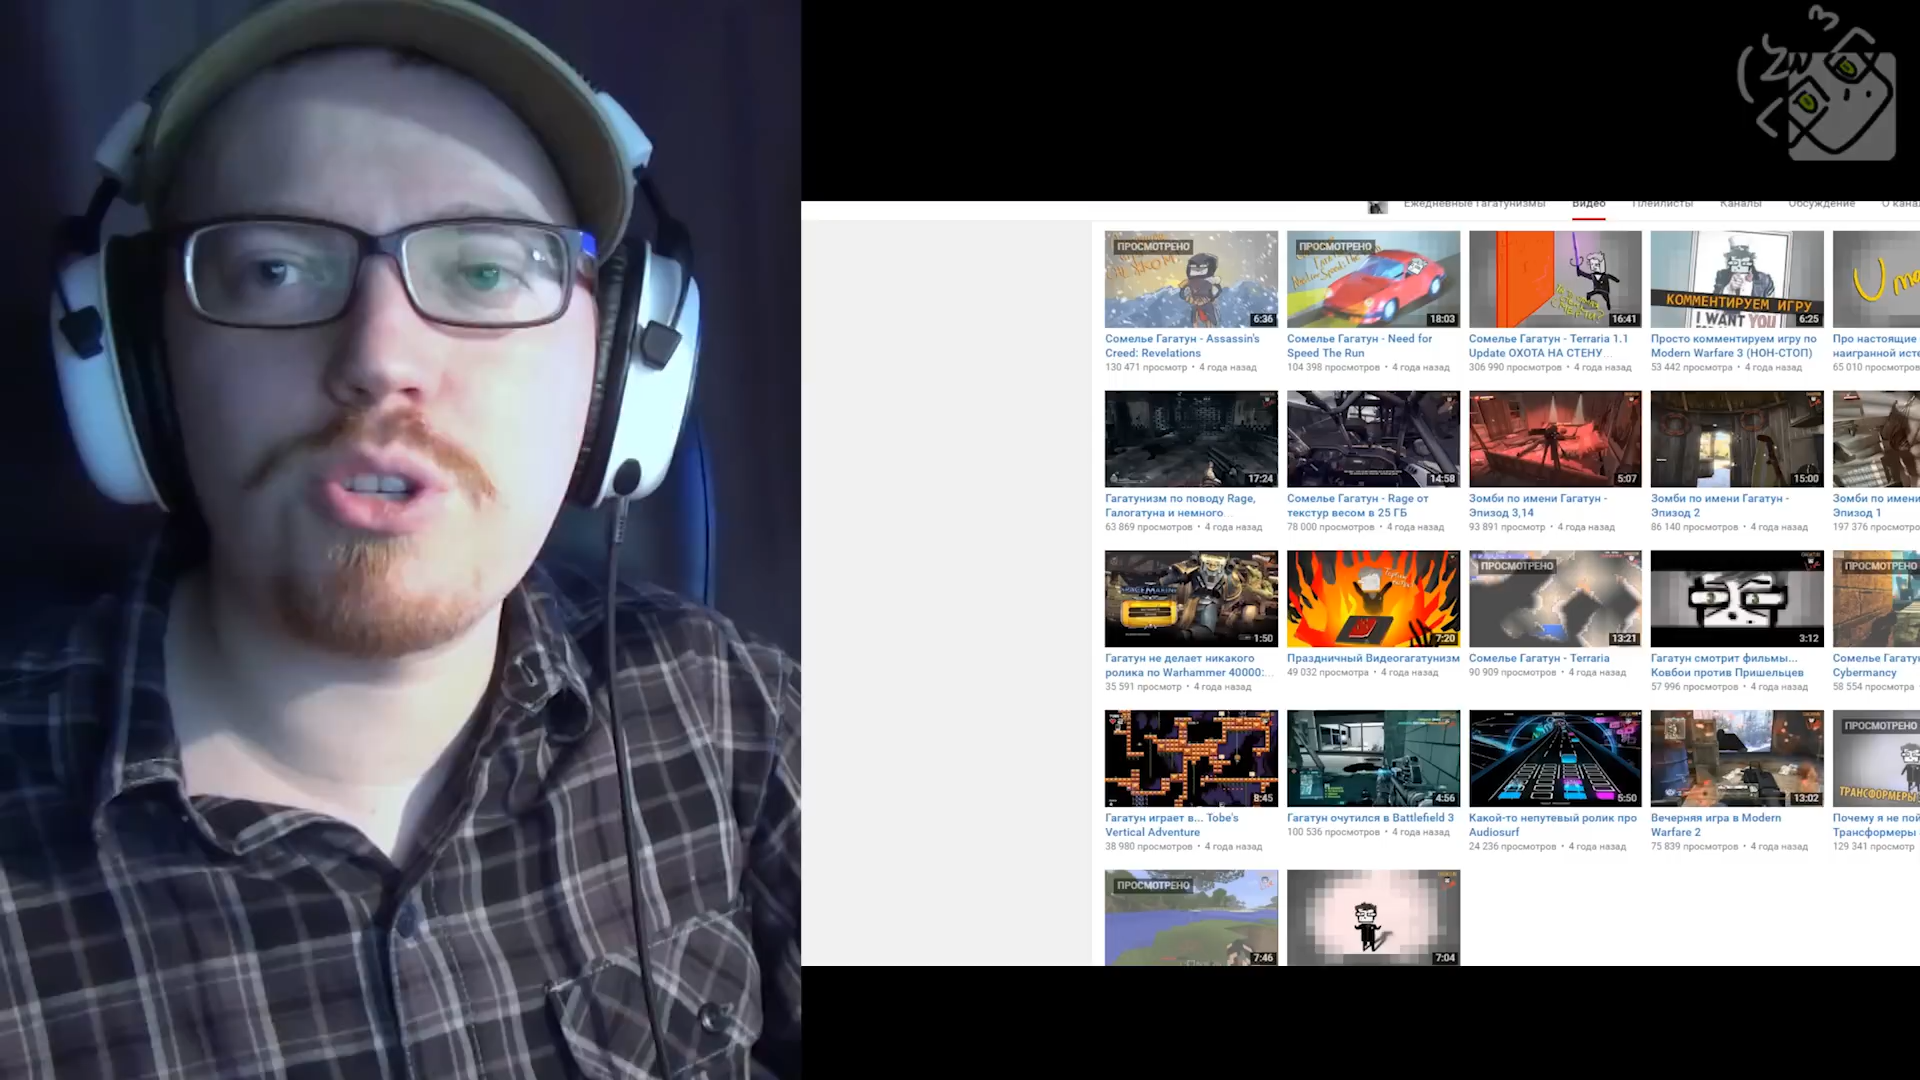 Ежедневные Гагатунизмы Видео Плейлисты Каналы Обсуждение О кана
ПРОСМОТРЕНО
6:36
Сомелье Гагатун - Assassin's
Creed: Revelations
130 471 просмотр • 4 года назад
ПРОСМОТРЕНО
18:03
Сомелье Гагатун - Need for
Speed The Run
104 398 просмотров • 4 года назад
16:41
Сомелье Гагатун - Terraria 1.1
Update ОХОТА НА СТЕНУ...
306 990 просмотров • 4 года назад
КОММЕНТИРУЕМ ИГРУ
I WANT YOU
6:25
Просто комментируем игру по
Modern Warfare 3 (НОН-СТОП)
53 442 просмотра • 4 года назад
Про настоящие
наигранной исте
65 010 просмотров
17:24
Гагатунизм по поводу Rage,
Галогатуна и немного...
63 869 просмотров • 4 года назад
14:58
Сомелье Гагатун - Rage от
текстур весом в 25 ГБ
78 000 просмотров • 4 года назад
5:07
Зомби по имени Гагатун -
Эпизод 3,14
93 891 просмотр • 4 года назад
15:00
Зомби по имени Гагатун -
Эпизод 2
86 140 просмотров • 4 года назад
Зомби по имени
Эпизод 1
197 376 просмотро
1:50
Гагатун не делает никакого
ролика по Warhammer 40000:...
35 591 просмотр • 4 года назад
7:20
Праздничный Видеогагатунизм
49 032 просмотра • 4 года назад
ПРОСМОТРЕНО
13:21
Сомелье Гагатун - Terraria
90 909 просмотров • 4 года назад
3:12
Гагатун смотрит фильмы...
Ковбои против Пришельцев
57 996 просмотров • 4 года назад
ПРОСМОТРЕНО
Сомелье Гагату
Cybermancy
58 554 просмотра
8:45
Гагатун играет в... Tobe's
Vertical Adventure
38 980 просмотров • 4 года назад
4:56
Гагатун очутился в Battlefield 3
100 536 просмотров • 4 года назад
5:50
Какой-то непутевый ролик про
Audiosurf
24 236 просмотров • 4 года назад
13:02
Вечерняя игра в Modern
Warfare 2
75 839 просмотров • 4 года назад
ПРОСМОТРЕНО
ТРАНСФОРМЕРЫ
Почему я не пой
Трансформеры
129 341 просмотр
ПРОСМОТРЕНО
7:46
7:04